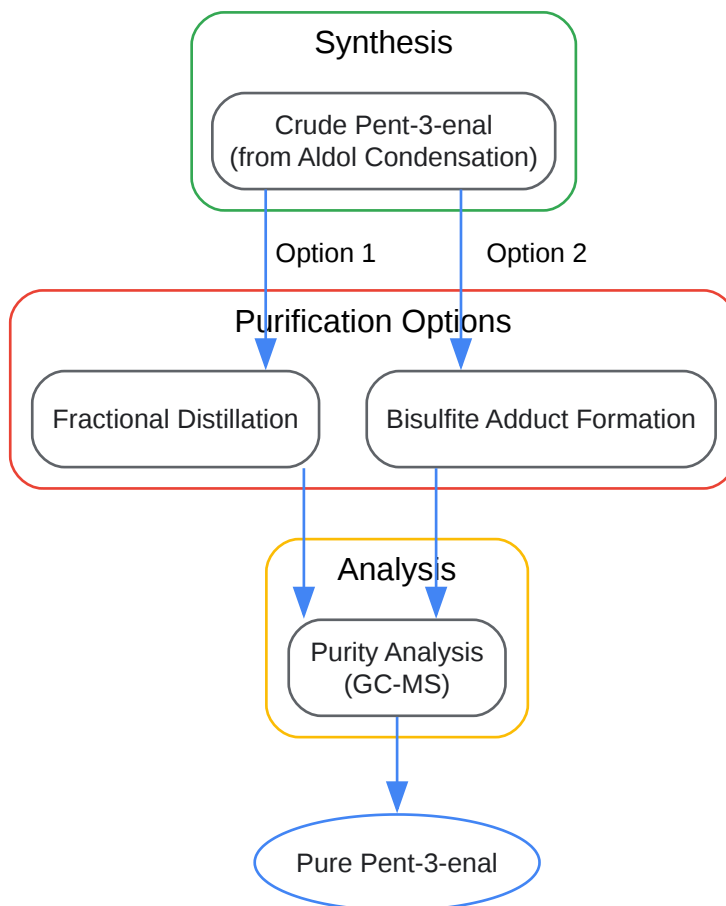 Synthesis
Crude Pent-3-enal
(from Aldol Condensation)
Option 1
Option 2
Purification Options
Fractional Distillation
Bisulfite Adduct Formation
Analysis
Purity Analysis
(GC-MS)
Pure Pent-3-enal